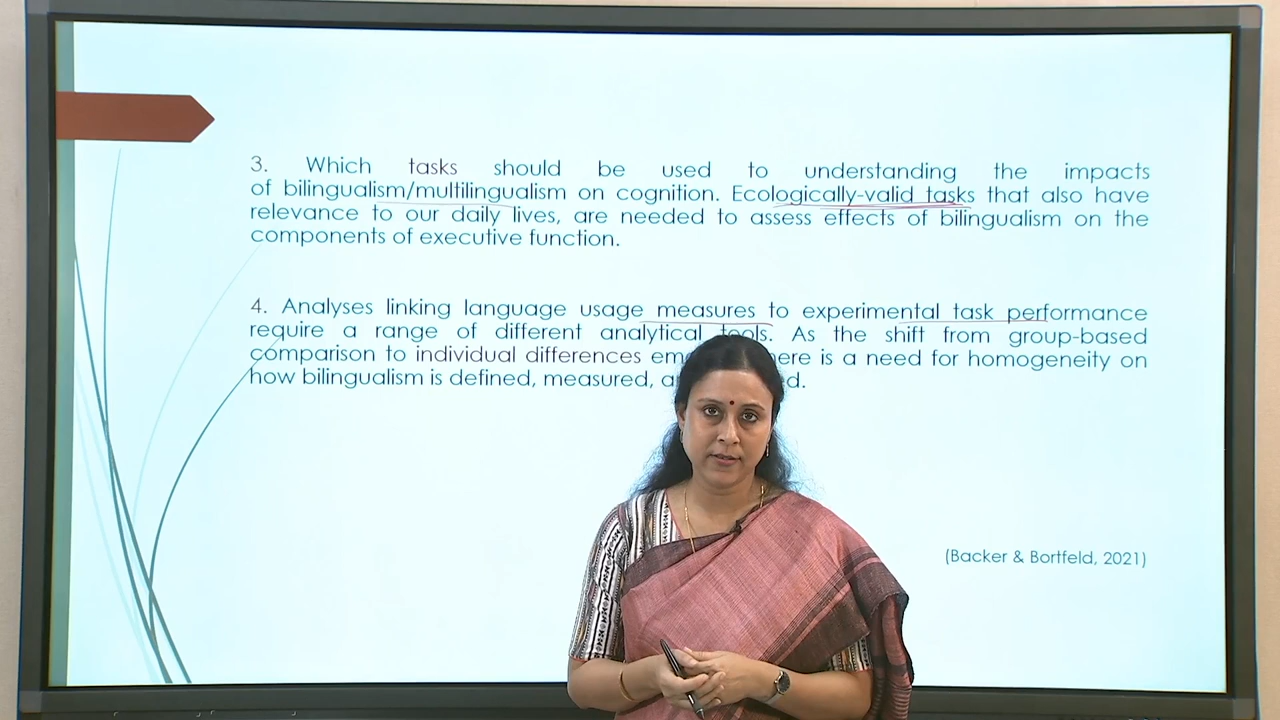 3. Which tasks should be used to understanding the impacts
of bilingualism/multilingualism on cognition. Ecologically-valid tasks that also have
relevance to our daily lives, are needed to assess effects of bilingualism on the
components of executive function.
4. Analyses linking language usage measures to experimental task performance
require a range of different analytical tools. As the shift from group-based
comparison to individual differences here is a need for homogeneity on
how bilingualism is defined, measured,
(Backer & Bortfeld, 2021)